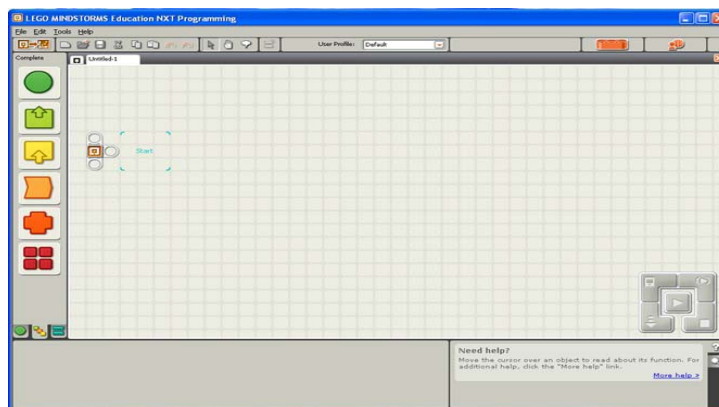 LEGO MINDSTORMS Education NXT Programming
File Edit Tools Help
User Profile: Default
Complete
Untitled-1
Start
Need help?
Move the cursor over an object to read about its function. For
additional help, click the "More help" link.
More help >
?